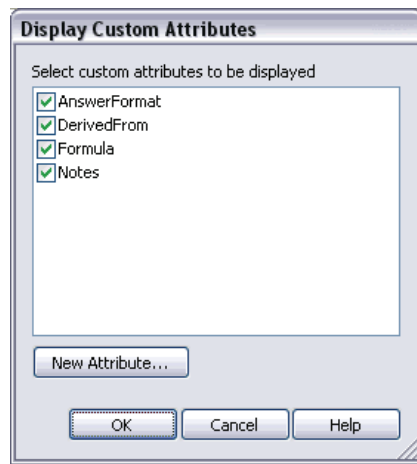 Display Custom Attributes
Select custom attributes to be displayed
AnswerFormat
DerivedFrom
Formula
Notes
New Attribute...
OK Cancel Help